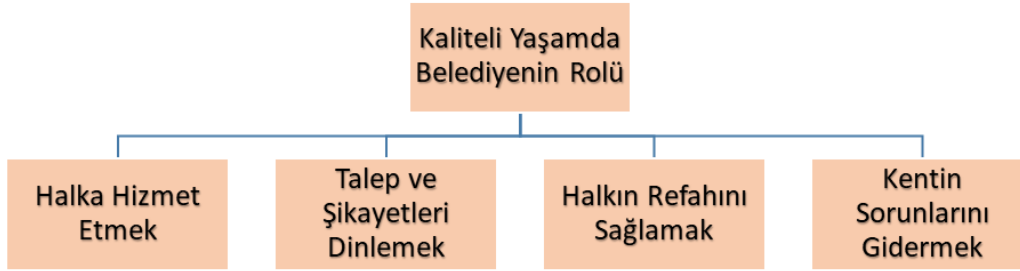 Kaliteli Yaşamda
Belediyenin Rolü
Halka Hizmet
Etmek
Talep ve
Şikayetleri
Dinlemek
Halkın Refahını
Sağlamak
Kentin
Sorunlarını
Gidermek